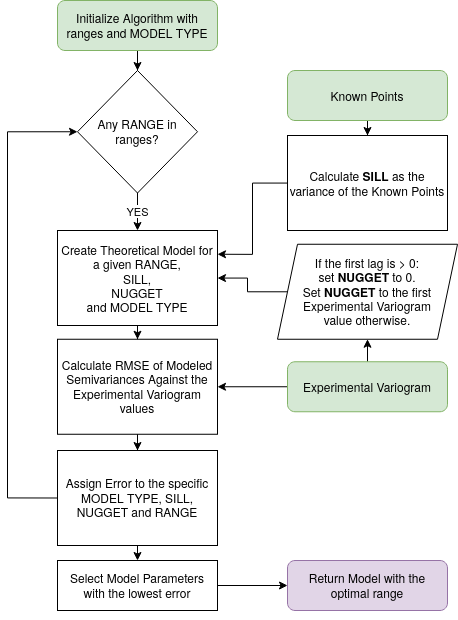 Initialize Algorithm with
ranges and MODEL TYPE
Any RANGE in
ranges?
YES
Known Points
Calculate SILL as the
variance of the Known Points
Create Theoretical Model for
a given RANGE,
SILL,
NUGGET
and MODEL TYPE
If the first lag is > 0:
set NUGGET to 0.
Set NUGGET to the first
Experimental Variogram
value otherwise.
Calculate RMSE of Modeled
Semivariances Against the
Experimental Variogram
values
Experimental Variogram
Assign Error to the specific
MODEL TYPE, SILL,
NUGGET and RANGE
Select Model Parameters
with the lowest error
Return Model with the
optimal range